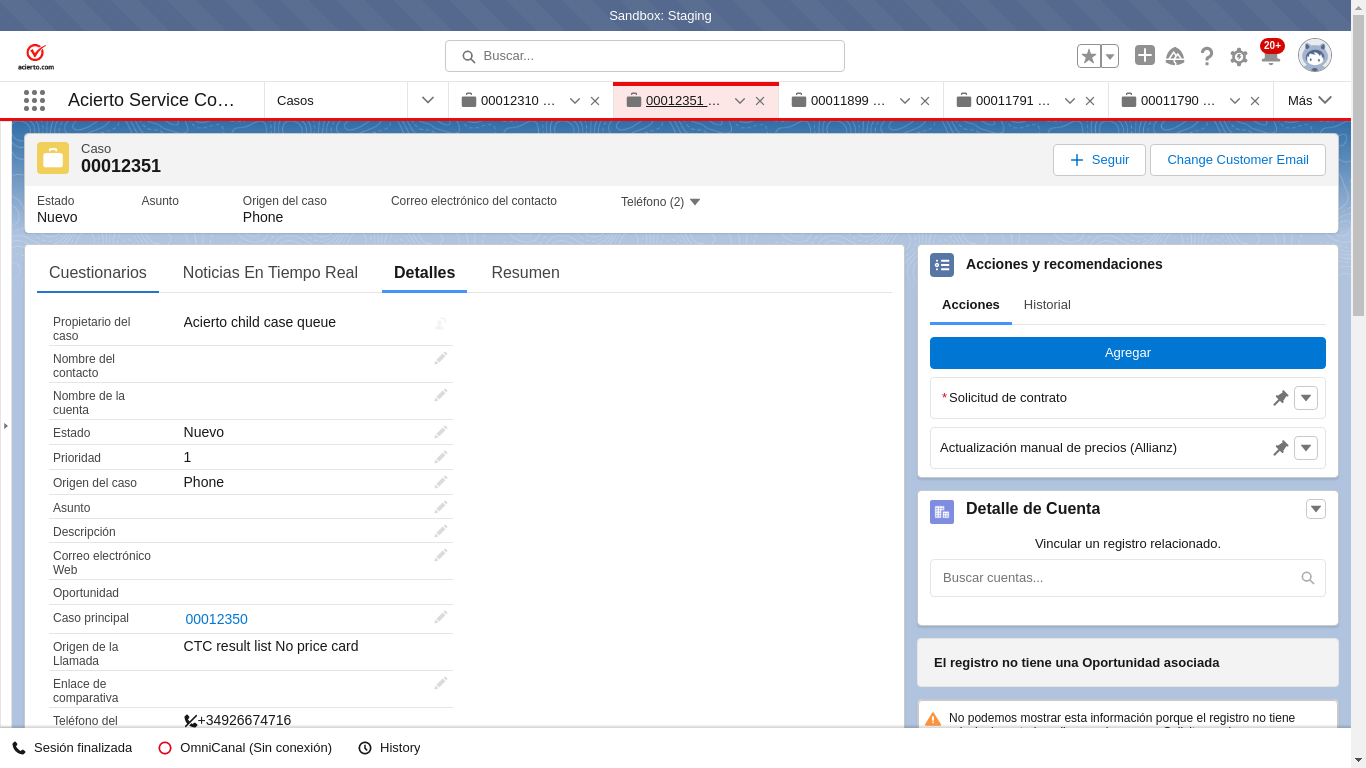 Sandbox: Staging
acierto.com
Buscar...
20+
Acierto Service Co…
Casos
00012310 …
00012351 …
00011899 …
00011791 …
00011790 …
Más
Caso
00012351
Seguir
Change Customer Email
Estado
Nuevo
Asunto
Origen del caso
Phone
Correo electrónico del contacto
Teléfono (2)
Cuestionarios
Noticias En Tiempo Real
Detalles
Resumen
Propietario del
caso
Acierto child case queue
Nombre del
contacto
Nombre de la
cuenta
Estado
Nuevo
Prioridad
1
Origen del caso
Phone
Asunto
Descripción
Correo electrónico
Web
Oportunidad
Caso principal
00012350
Origen de la
Llamada
CTC result list No price card
Enlace de
comparativa
Teléfono del
+34926674716
Acciones y recomendaciones
Acciones
Historial
Agregar
*Solicitud de contrato
Actualización manual de precios (Allianz)
Detalle de Cuenta
Vincular un registro relacionado.
Buscar cuentas...
El registro no tiene una Oportunidad asociada
No podemos mostrar esta información porque el registro no tiene
Sesión finalizada
OmniCanal (Sin conexión)
History